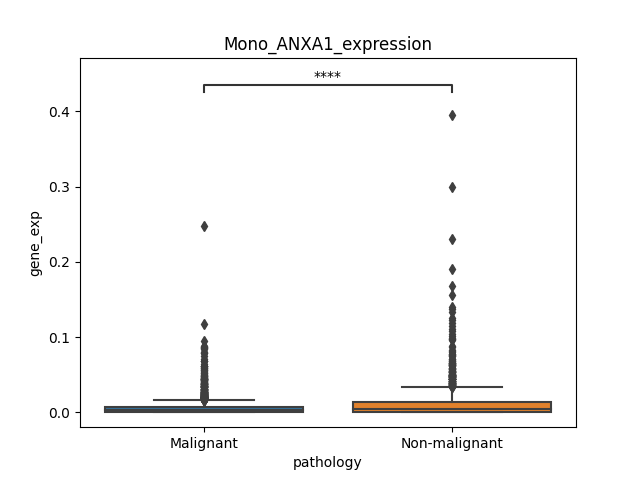 Mono_ANXA1_expression
****
gene_exp
0.4
0.3
0.2
0.1
0.0
Malignant
Non-malignant
pathology